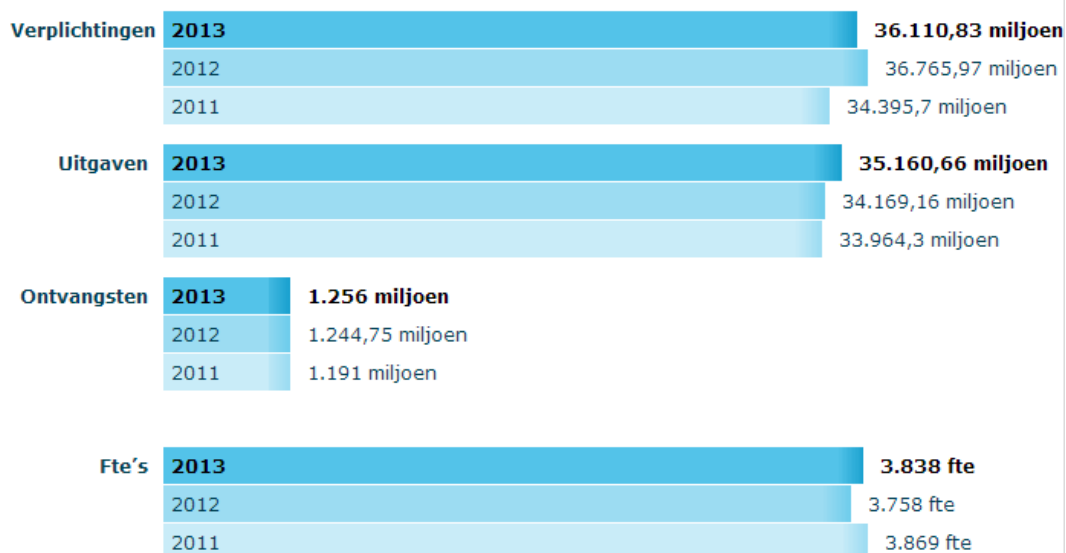 Verplichtingen 2013 36.110,83 miljoen
2012 36.765,97 miljoen
2011 34.395,7 miljoen
Uitgaven 2013 35.160,66 miljoen
2012 34.169,16 miljoen
2011 33.964,3 miljoen
Ontvangsten 2013 1.256 miljoen
2012 1.244,75 miljoen
2011 1.191 miljoen
Fte´s 2013 3.838 fte
2012 3.758 fte
2011 3.869 fte